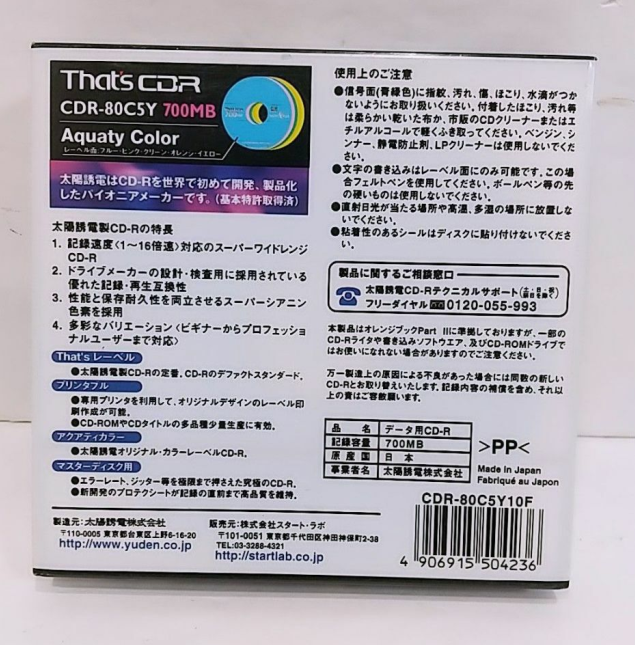 That's CDR
CDR-80C5Y 700MB
Aquaty Color
レーベル面:ブルー・ピンク・グリーン・オレンジ・イエロー
太陽誘電はCD-Rを世界で初めて開発、製品化
したパイオニアメーカーです。(基本特許取得済)
太陽誘電製CD-Rの特長
1. 記録速度〈1〜16倍速〉対応のスーパーワイドレンジ
CD-R
2. ドライブメーカーの設計・検査用に採用されている
優れた記録・再生互換性
3. 性能と保存耐久性を両立させるスーパーシアニン
色素を採用
4. 多彩なバリエーション〈ビギナーからプロフェッショ
ナルユーザーまで対応〉
That's レーベル
●太陽誘電製CD-Rの定番。CD-Rのデファクトスタンダード。
プリンタブル
●専用プリンタを利用して、オリジナルデザインのレーベル印
刷作成が可能。
●CD-ROMやCDタイトルの多品種少量生産に有効。
アクアティカラー
●太陽誘電オリジナル・カラーレーベルCD-R。
マスターディスク用
●エラーレート、ジッター等を極限まで押さえた究極のCD-R。
●新開発のプロテクシートが記録の直前まで高品質を維持。
製造元:太陽誘電株式会社
〒110-0005 東京都台東区上野6-16-20
http://www.yuden.co.jp
販売元:株式会社スタート・ラボ
〒101-0051 東京都千代田区神田神保町2-38
TEL:03-3288-4321
http://startlab.co.jp
使用上のご注意
●信号面(青緑色)に指紋、汚れ、傷、ほこり、水滴がつか
ないようにお取り扱いください。付着したほこり、汚れ等
は柔らかい乾いた布か、市販のCDクリーナーまたはエ
チルアルコールで軽くふき取ってください。ベンジン、シ
ンナー、静電防止剤、LPクリーナーは使用しないでくだ
さい。
●文字の書き込みはレーベル面にのみ可能です。この場
合フェルトペンを使用してください。ボールペン等の先
の硬いものは使用しないでください。
●直射日光が当たる場所や高温、多湿の場所に放置しな
いでください。
●粘着性のあるシールはディスクに貼り付けないでくださ
い。
製品に関するご相談窓口
太陽誘電CD-Rテクニカルサポート(土・日・祝祭日を除く)
フリーダイヤル 0120-055-993
本製品はオレンジブックPart IIに準拠しておりますが、一部の
CD-Rライタや書き込みソフトウエア、及びCD-ROMドライブで
はお使いになれない場合がありますのでご注意ください。
万一製造上の原因による不良があった場合には同数の新しい
CD-Rとお取り替えいたします。記録内容の補償を含め、それ以
上の責はご容赦願います。
品 名 データ用CD-R
記録容量 700MB
原 産 国 日 本
事業者名 太陽誘電株式会社
>PP<
Made in Japan
Fabriqué au Japon
CDR-80C5Y10F
4 906915 504236